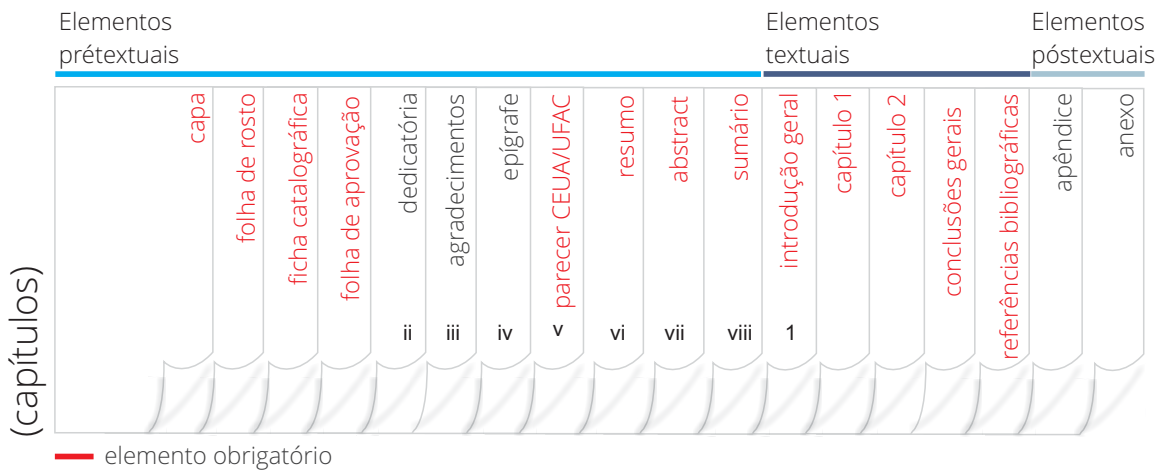 Elementos
prétextuais
Elementos
textuais
Elementos
póstextuais
capa
folha de rosto
ficha catalográfica
folha de aprovação
dedicatória
agradecimentos
epígrafe
parecer CEUA/UFAC
resumo
abstract
sumário
introdução geral
capítulo 1
capítulo 2
conclusões gerais
referências bibliográficas
apêndice
anexo
ii
iii
iv
v
vi
vii
viii
1
(capítulos)
elemento obrigatório